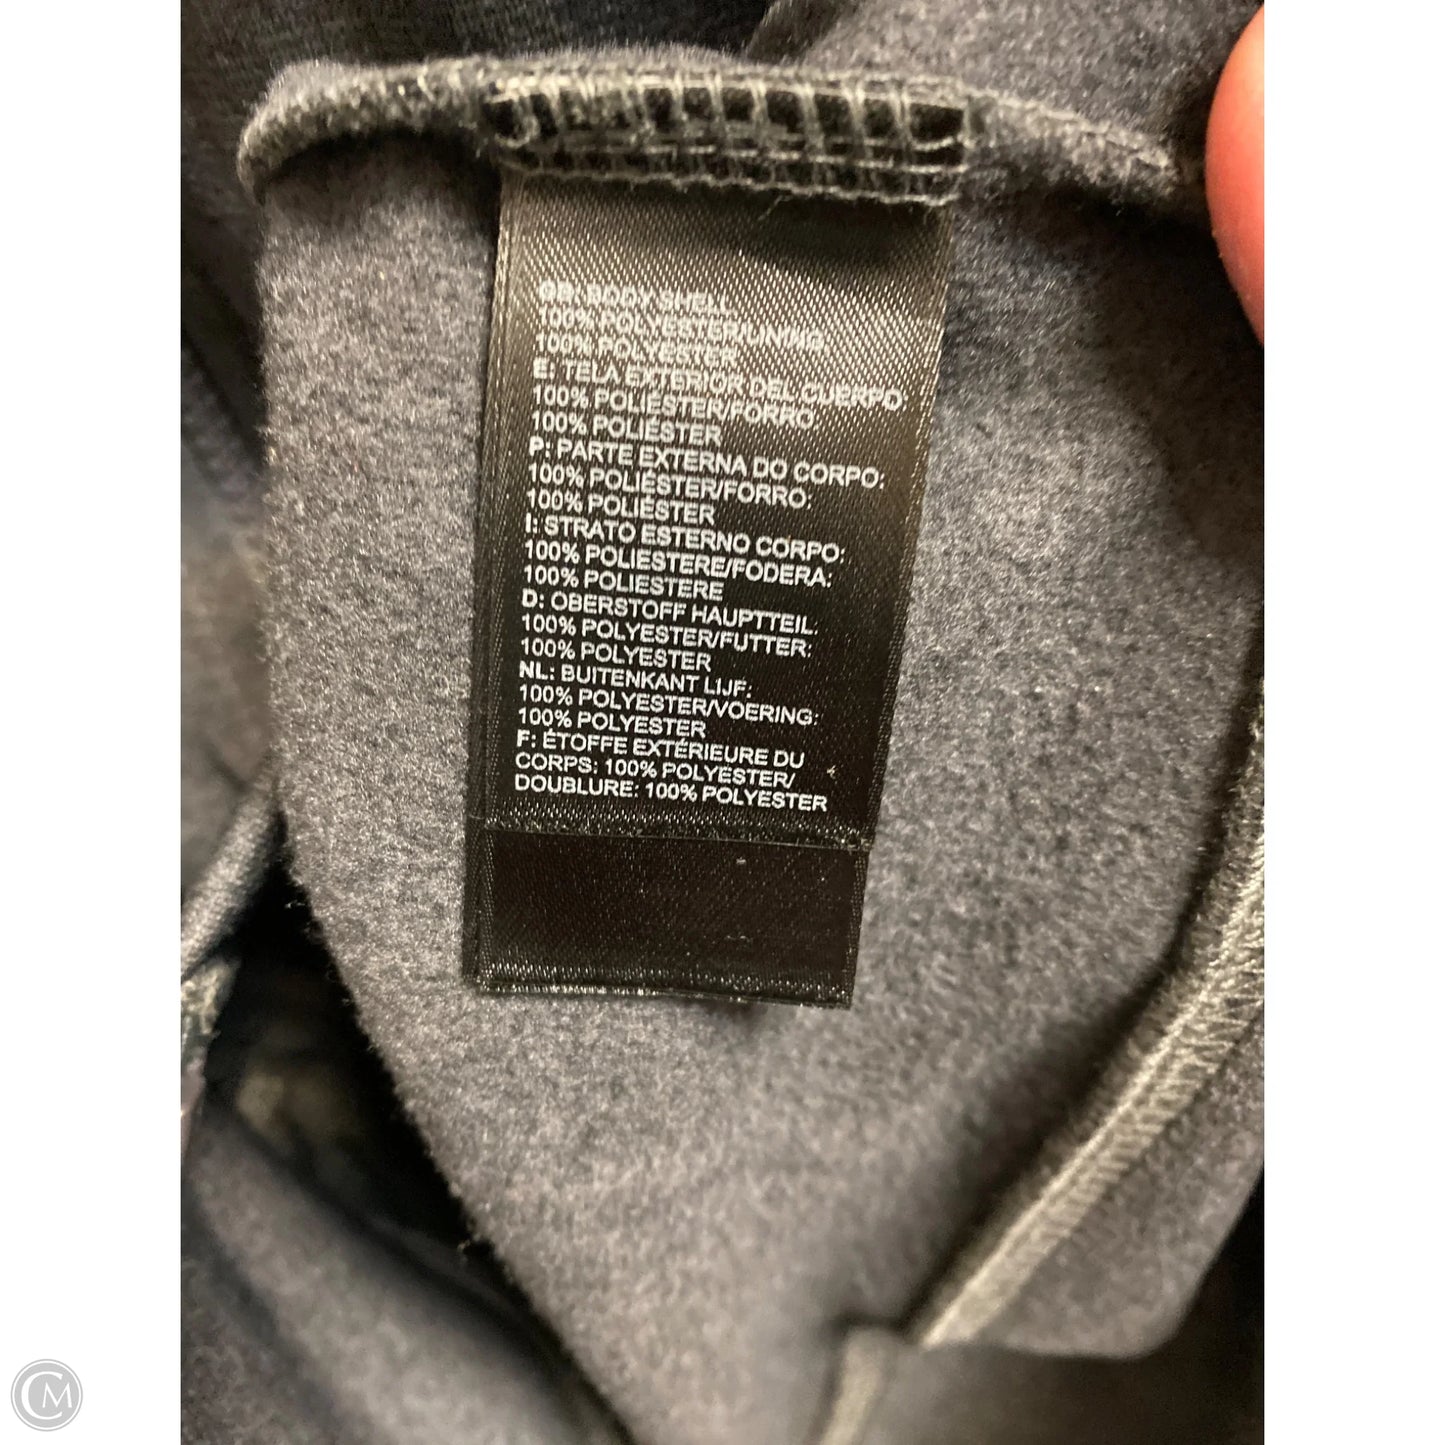 GB: BODY SHELL
100% POLYESTER/LINING:
100% POLYESTER
E: TELA EXTERIOR DEL CUERPO
100% POLIÉSTER/FORRO
100% POLIÉSTER
P: PARTE EXTERNA DO CORPO:
100% POLIÉSTER/FORRO:
100% POLIÉSTER
I: STRATO ESTERNO CORPO:
100% POLIESTERE/FODERA:
100% POLIESTERE
D: OBERSTOFF HAUPTTEIL.
100% POLYESTER/FUTTER:
100% POLYESTER
NL: BUITENKANT LIJF:
100% POLYESTER/VOERING:
100% POLYESTER
F: ÉTOFFE EXTÉRIEURE DU
CORPS: 100% POLYESTER/
DOUBLURE: 100% POLYESTER
CM